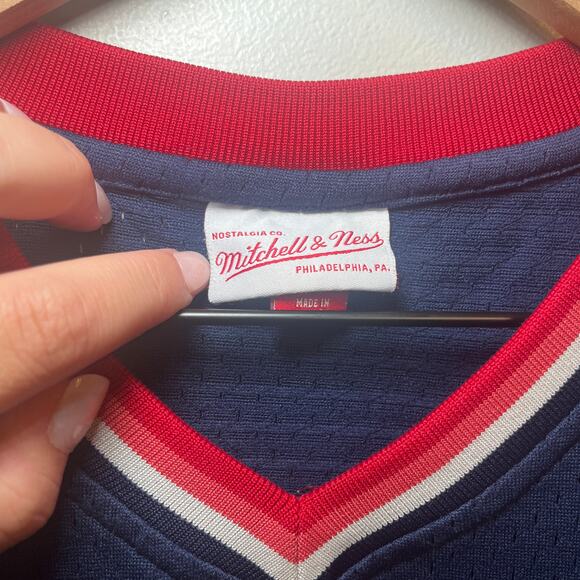 NOSTALGIA CO.
Mitchell & Ness
PHILADELPHIA, PA.
MADE IN